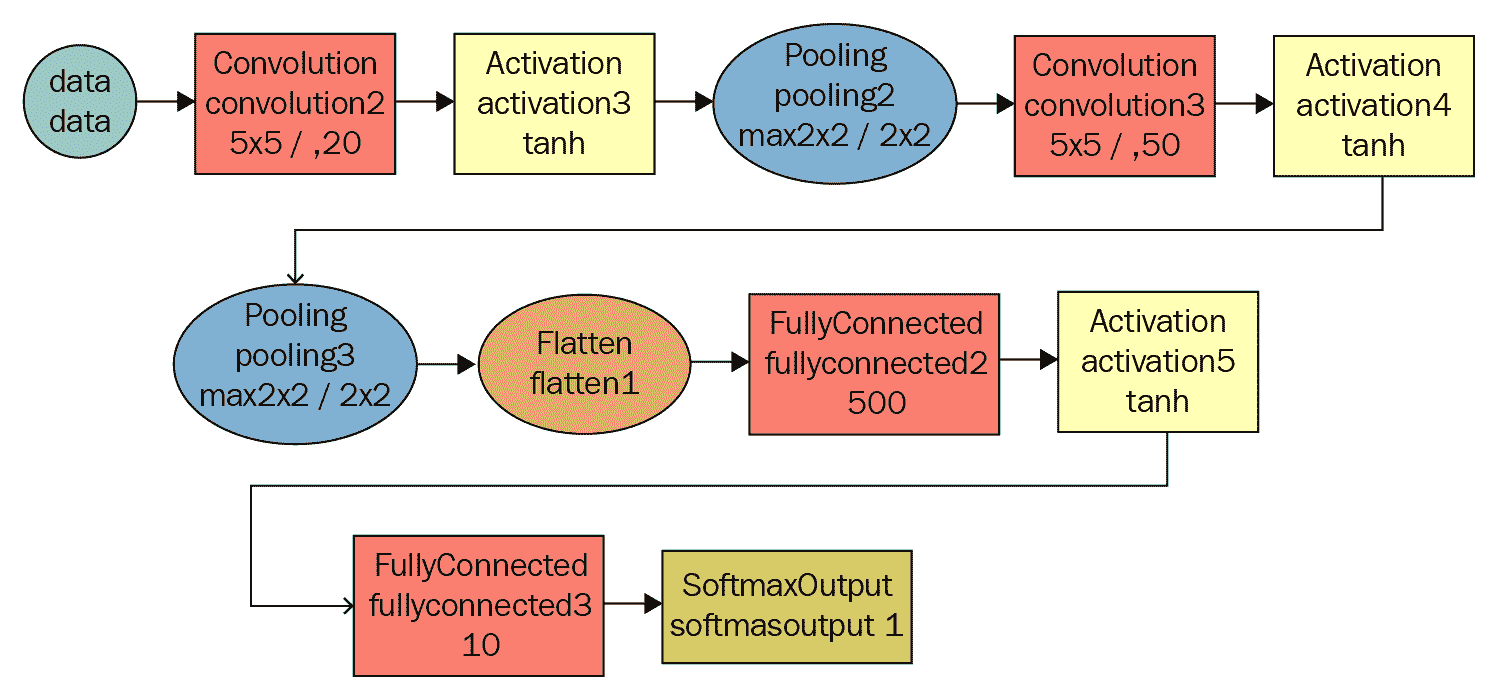 data
data
Convolution
convolution2
5x5 / ,20
Activation
activation3
tanh
Pooling
pooling2
max2x2 / 2x2
Convolution
convolution3
5x5 / ,50
Activation
activation4
tanh
Pooling
pooling3
max2x2 / 2x2
Flatten
flatten1
FullyConnected
fullyconnected2
500
Activation
activation5
tanh
FullyConnected
fullyconnected3
10
SoftmaxOutput
softmasoutput 1